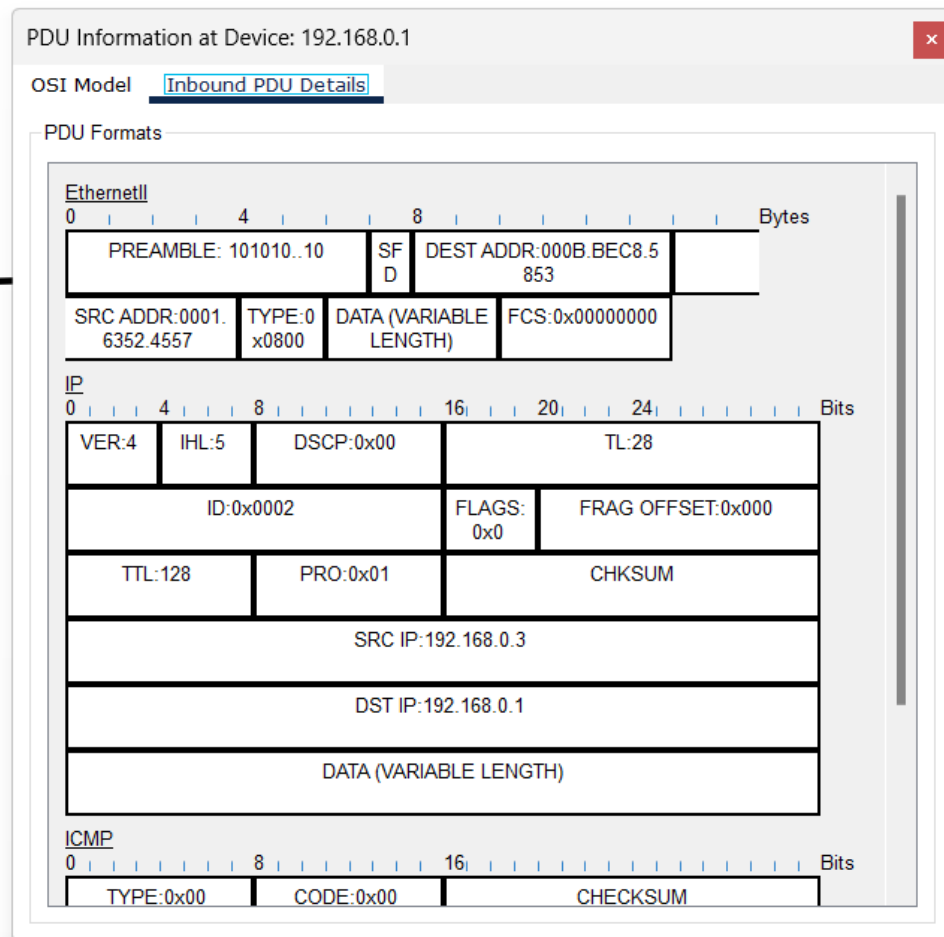 PDU Information at Device: 192.168.0.1
×
OSI Model Inbound PDU Details
PDU Formats
EthernetII
0 4 8 Bytes
PREAMBLE: 101010..10
SF
D
DEST ADDR:000B.BEC8.5
853
SRC ADDR:0001.
6352.4557
TYPE:0
x0800
DATA (VARIABLE
LENGTH)
FCS:0x00000000
IP
0 4 8 16 20 24 Bits
VER:4 IHL:5 DSCP:0x00 TL:28
ID:0x0002
FLAGS:
0x0
FRAG OFFSET:0x000
TTL:128 PRO:0x01 CHKSUM
SRC IP:192.168.0.3
DST IP:192.168.0.1
DATA (VARIABLE LENGTH)
ICMP
0 8 16 Bits
TYPE:0x00 CODE:0x00 CHECKSUM